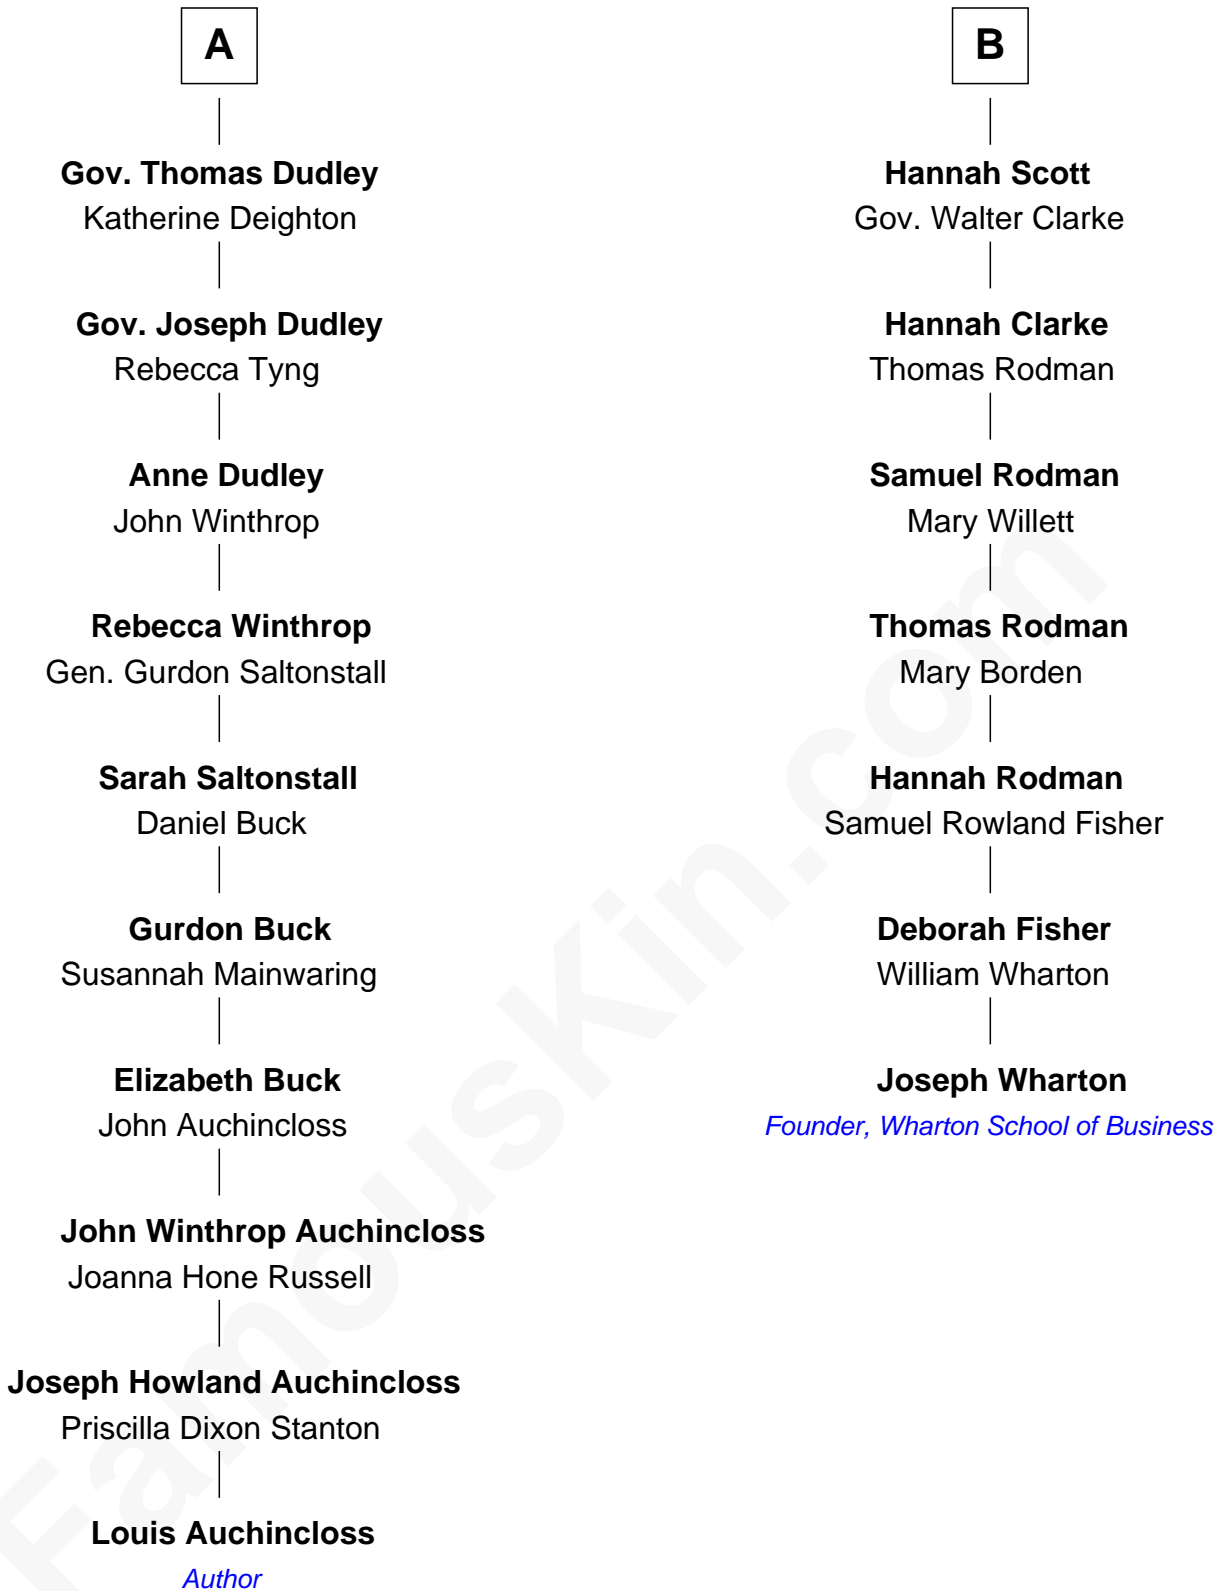 A
Gov. Thomas Dudley
Katherine Deighton
Gov. Joseph Dudley
Rebecca Tyng
Anne Dudley
John Winthrop
Rebecca Winthrop
Gen. Gurdon Saltonstall
Sarah Saltonstall
Daniel Buck
Gurdon Buck
Susannah Mainwaring
Elizabeth Buck
John Auchincloss
John Winthrop Auchincloss
Joanna Hone Russell
Joseph Howland Auchincloss
Priscilla Dixon Stanton
Louis Auchincloss
Author
B
Hannah Scott
Gov. Walter Clarke
Hannah Clarke
Thomas Rodman
Samuel Rodman
Mary Willett
Thomas Rodman
Mary Borden
Hannah Rodman
Samuel Rowland Fisher
Deborah Fisher
William Wharton
Joseph Wharton
Founder, Wharton School of Business
FamousKin.com